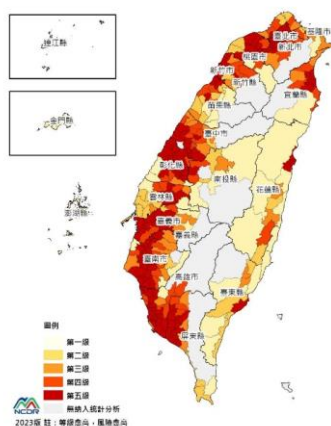 連江縣
金門縣
澎湖縣
基隆市
臺北市
新北市
桃園市
新竹市
新竹縣
宜蘭縣
苗栗縣
臺中市
彰化縣
南投縣
花蓮縣
雲林縣
嘉義市
嘉義縣
臺南市
高雄市
臺東縣
屏東縣
圖例
第一級
第二級
第三級
第四級
第五級
無納入統計分析
NCDR
2023版 註：等級愈高，風險愈高